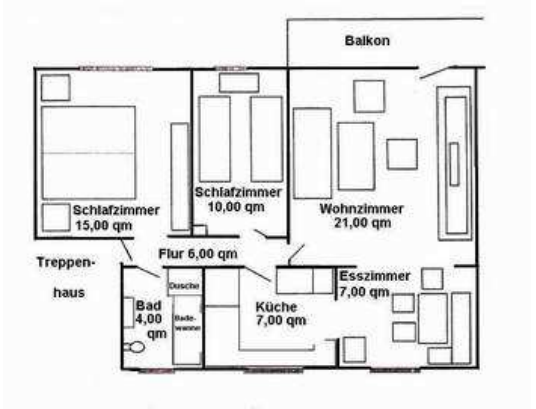 Balkon
Schlafzimmer
15,00 qm
Schlafzimmer
10,00 qm
Wohnzimmer
21,00 qm
Flur 6,00 qm
Treppen-
haus
Esszimmer
7,00 qm
Dusche
Bad
4,00
qm
Bade-
wanne
Küche
7,00 qm